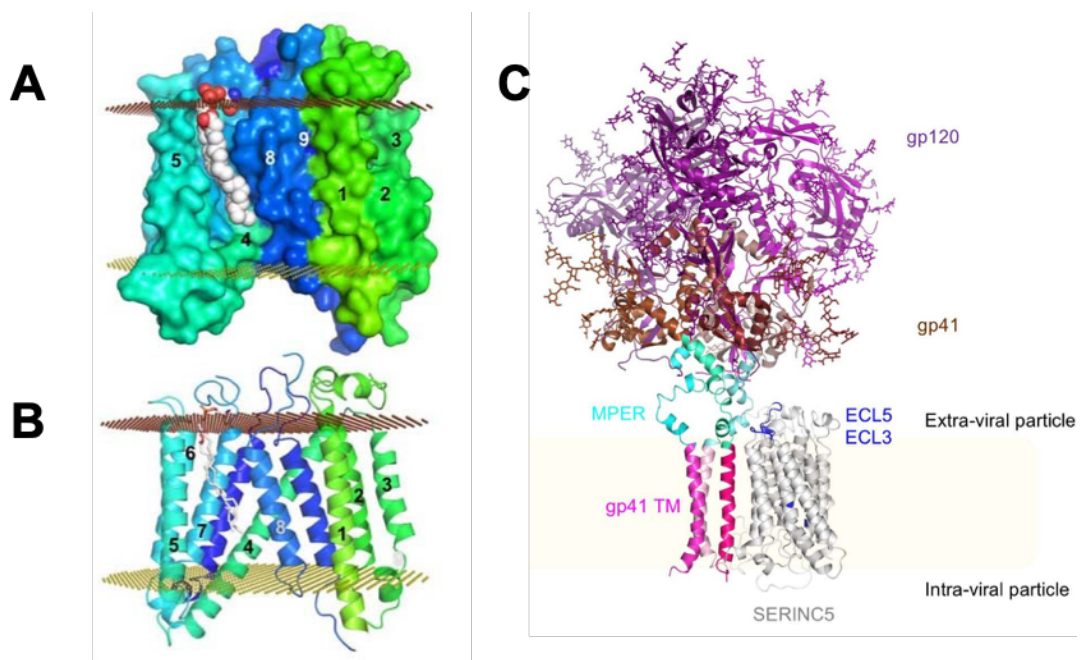 A
5
8
9
3
1
2
4
B
6
2
3
5
7
4
8
1
C
gp120
gp41
MPER
ECL5
ECL3
Extra-viral particle
gp41 TM
Intra-viral particle
SERINC5